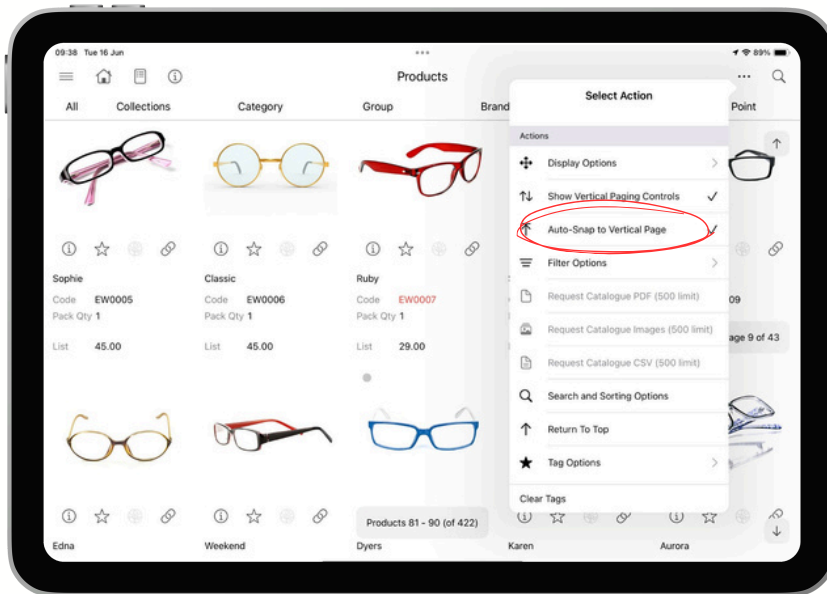 09:38 Tue 16 Jun
89%
Products
All Collections Category Group Brand Point
Select Action
Actions
Display Options
Show Vertical Paging Controls
Auto-Snap to Vertical Page
Filter Options
Request Catalogue PDF (500 limit)
Request Catalogue Images (500 limit)
Request Catalogue CSV (500 limit)
Search and Sorting Options
Return To Top
Tag Options
Clear Tags
Sophie Classic Ruby
Code EW0005 Code EW0006 Code EW0007 09
Pack Qty 1 Pack Qty 1 Pack Qty 1
age 9 of 43
List 45.00 List 45.00 List 29.00
Products 81 - 90 (of 422)
Edna Weekend Dyers Karen Aurora